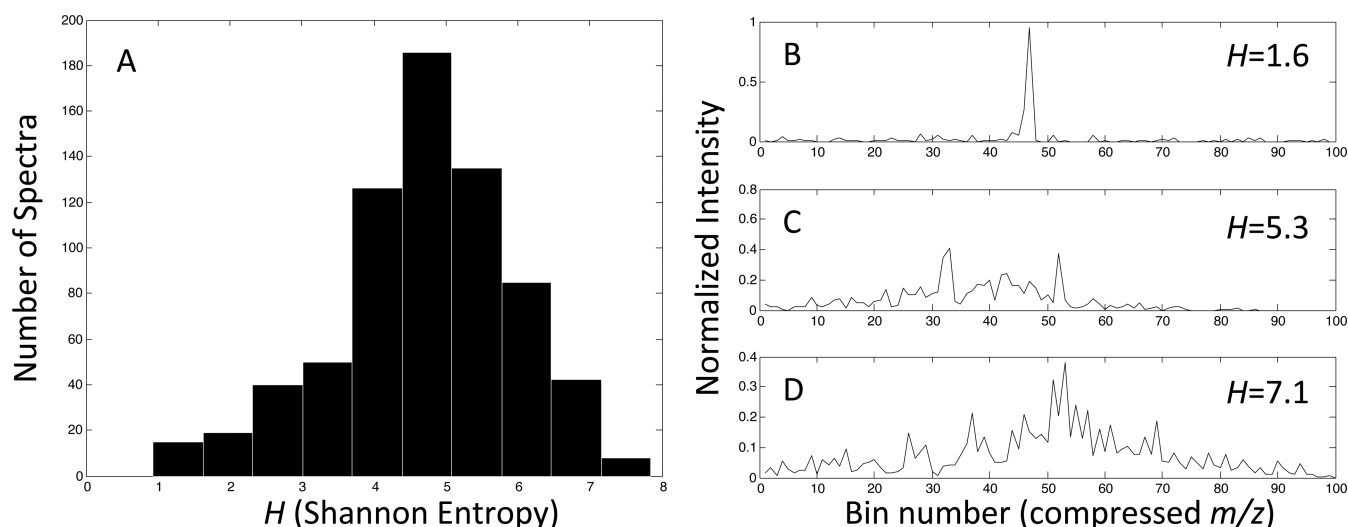 A
Number of Spectra
200
180
160
140
120
100
80
60
40
20
0
0 1 2 3 4 5 6 7 8
H (Shannon Entropy)
Normalized Intensity
B
H=1.6
1
0.5
0
0 10 20 30 40 50 60 70 80 90 100
C
H=5.3
0.8
0.6
0.4
0.2
0
0 10 20 30 40 50 60 70 80 90 100
D
H=7.1
0.4
0.3
0.2
0.1
0
0 10 20 30 40 50 60 70 80 90 100
Bin number (compressed m/z)